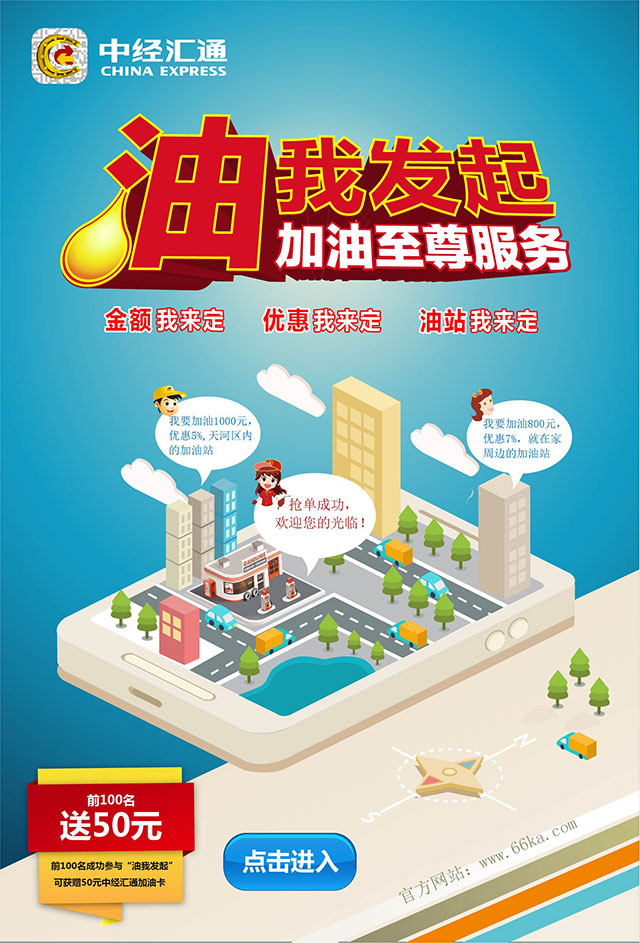 中经汇通
CHINA EXPRESS
油我发起
加油至尊服务
金额我来定 优惠我来定 油站我来定
我要加油1000元，
优惠5%,天河区内
的加油站
我要加油800元，
优惠7%，就在家
周边的加油站
抢单成功，
欢迎您的光临！
GASOLINE
N
S
前100名
送50元
前100名成功参与“油我发起”
可获赠50元中经汇通加油卡
点击进入
官方网站：www.66ka.com